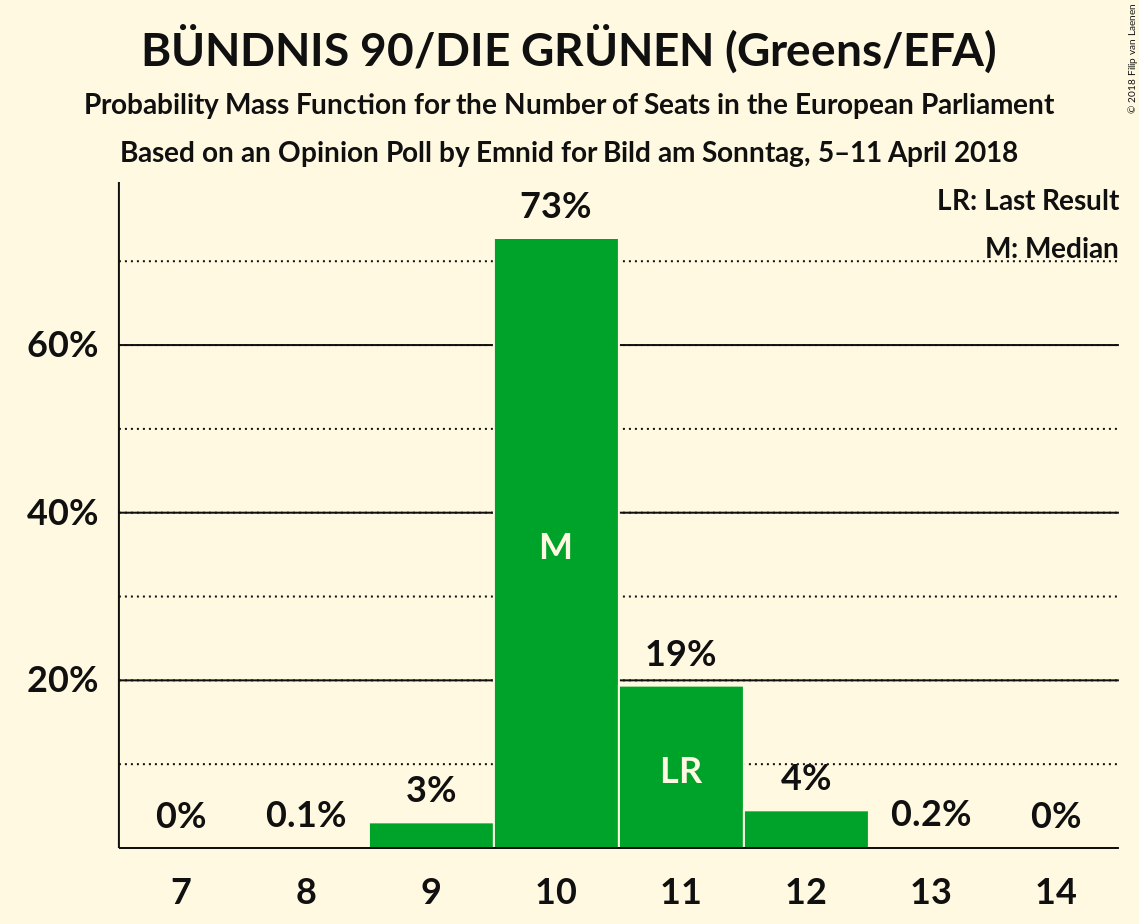 BÜNDNIS 90/DIE GRÜNEN (Greens/EFA)
Probability Mass Function for the Number of Seats in the European Parliament
Based on an Opinion Poll by Emnid for Bild am Sonntag, 5–11 April 2018
© 2018 Filip van Laenen
LR: Last Result
M: Median
73%
60%
40%
M
19%
20%
LR
3%
4%
0%
0.1%
0.2%
0%
7 8 9 10 11 12 13 14